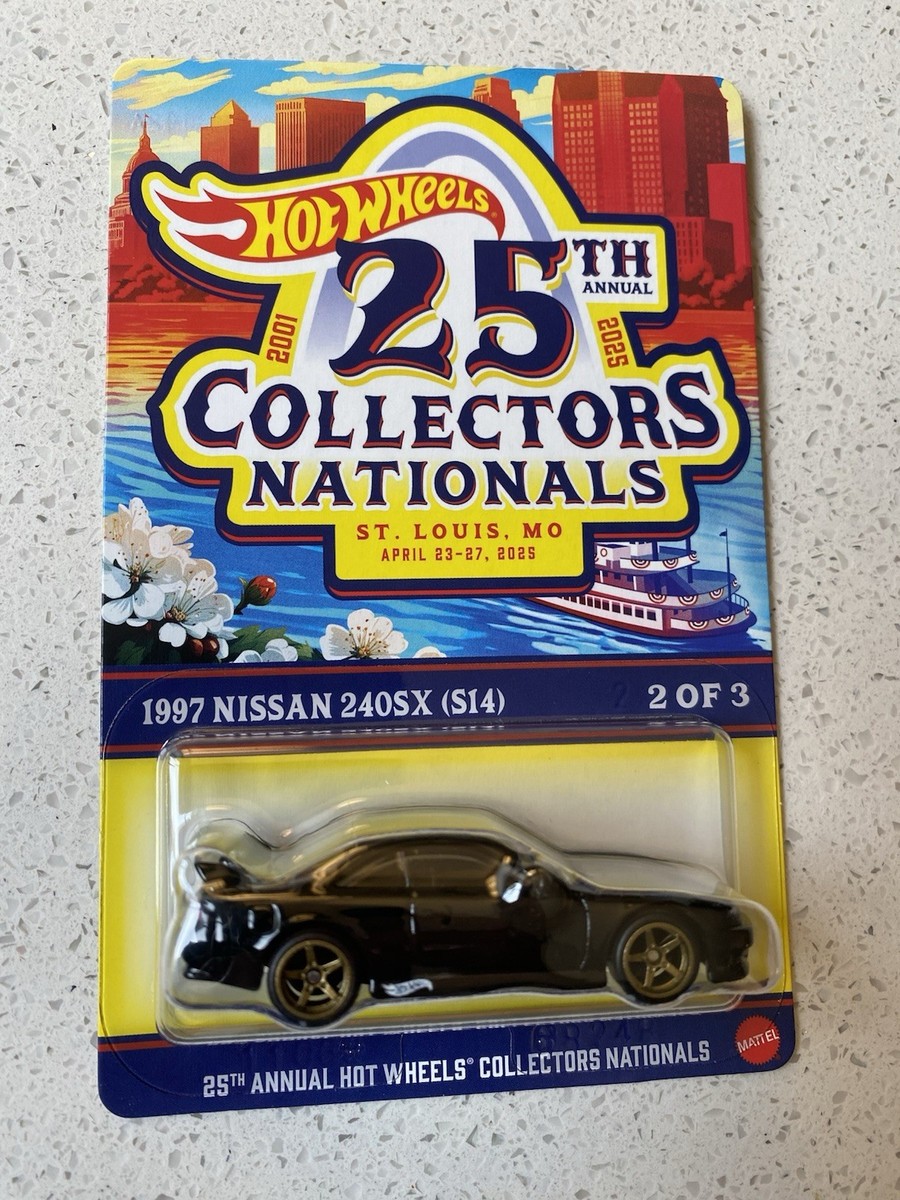 HOT WHEELS®
25TH
ANNUAL
2001
2025
COLLECTORS
NATIONALS
ST. LOUIS, MO
APRIL 23-27, 2025
1997 NISSAN 240SX (S14)
2 OF 3
25TH ANNUAL HOT WHEELS® COLLECTORS NATIONALS
MATTEL